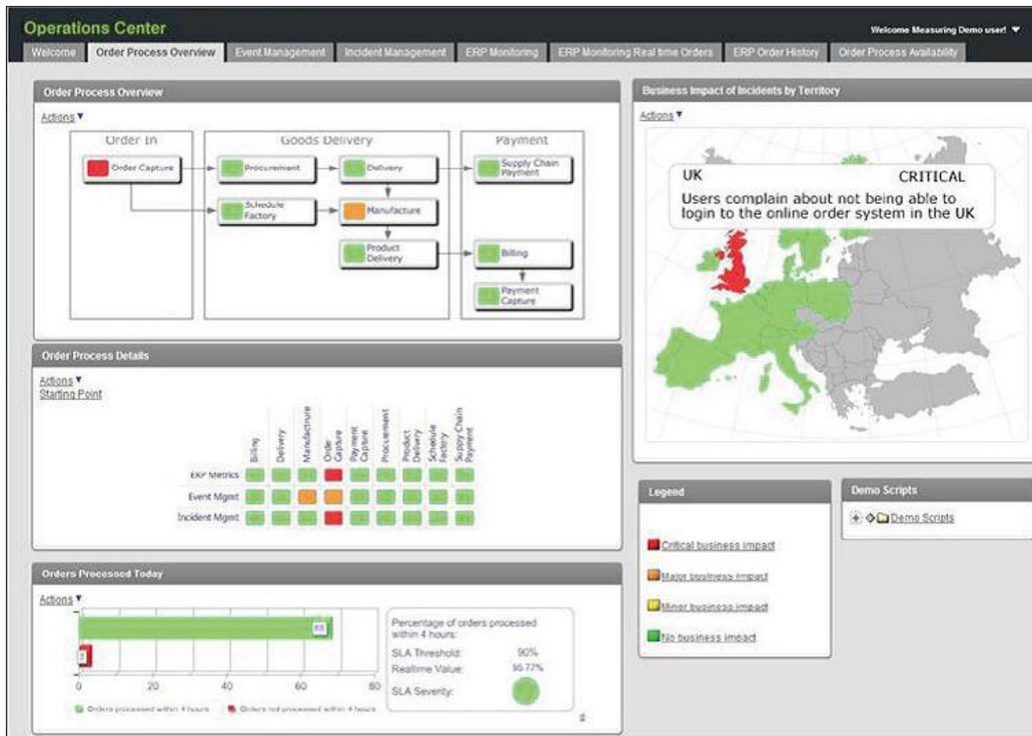 Operations Center
Welcome Measuring Demo user!
Welcome
Order Process Overview
Event Management
Incident Management
ERP Monitoring
ERP Monitoring Real time Orders
ERP Order History
Order Process Availability
Order Process Overview
Actions
Order In
Goods Delivery
Payment
Order Capture
Procurement
Delivery
Supply Chain
Payment
Schedule
Factory
Manufacture
Product
Delivery
Billing
Payment
Capture
Business Impact of Incidents by Territory
Actions
UK CRITICAL
Users complain about not being able to
login to the online order system in the UK
Order Process Details
Actions
Starting Point
Billing
Delivery
Manufacture
Order
Capture
Payment
Capture
Procurement
Product
Delivery
Schedule
Factory
Supply Chain
Payment
ERP Metrics
Event Mgmt
Incident Mgmt
Legend
Critical business impact
Major business impact
Minor business impact
No business impact
Demo Scripts
Demo Scripts
Orders Processed Today
Actions
0 20 40 60 80
Orders processed within 4 hours
Orders not processed within 4 hours
Percentage of orders processed
within 4 hours:
SLA Threshold: 90%
Realtime Value: 95.77%
SLA Severity: